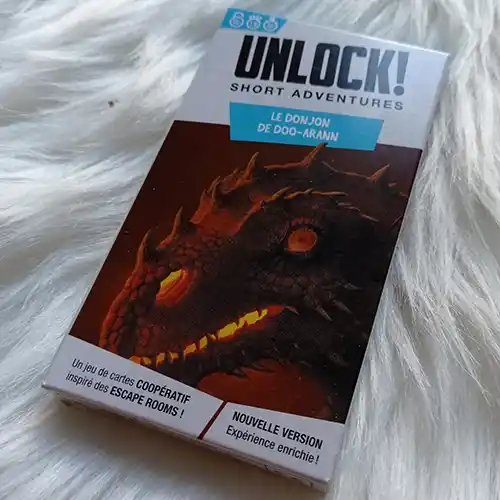 UNLOCK!
SHORT ADVENTURES
LE DONJON
DE DOO-ARANN
Un jeu de cartes COOPÉRATIF
inspiré des ESCAPE ROOMS !
NOUVELLE VERSION
Expérience enrichie !